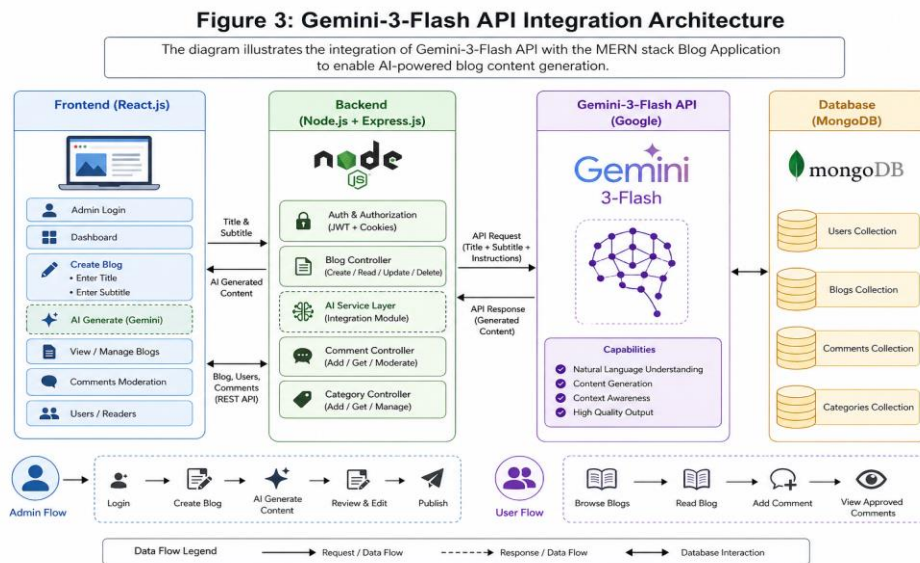 Figure 3: Gemini-3-Flash API Integration Architecture
The diagram illustrates the integration of Gemini-3-Flash API with the MERN stack Blog Application
to enable AI-powered blog content generation.
Frontend (React.js)
Admin Login
Dashboard
Create Blog
• Enter Title
• Enter Subtitle
AI Generate (Gemini)
View / Manage Blogs
Comments Moderation
Users / Readers
Title &
Subtitle
AI Generated
Content
Blog, Users,
Comments
(REST API)
Backend
(Node.js + Express.js)
node
JS
Auth & Authorization
(JWT + Cookies)
Blog Controller
(Create / Read / Update / Delete)
AI Service Layer
(Integration Module)
Comment Controller
(Add / Get / Moderate)
Category Controller
(Add / Get / Manage)
API Request
(Title + Subtitle +
Instructions)
API Response
(Generated
Content)
Gemini-3-Flash API
(Google)
Gemini
3-Flash
Capabilities
Natural Language Understanding
Content Generation
Context Awareness
High Quality Output
Database
(MongoDB)
mongoDB
Users Collection
Blogs Collection
Comments Collection
Categories Collection
Admin Flow
Login
Create Blog
AI Generate
Content
Review & Edit
Publish
User Flow
Browse Blogs
Read Blog
Add Comment
View Approved
Comments
Data Flow Legend
Request / Data Flow
Response / Data Flow
Database Interaction